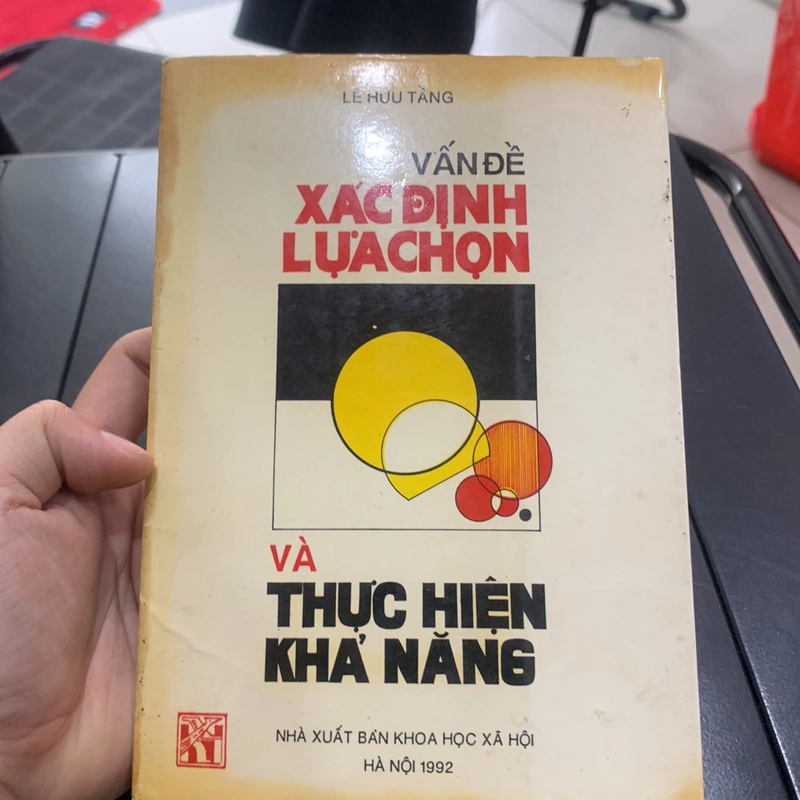 LÊ HỮU TẦNG
VẤN ĐỀ
XÁC ĐỊNH
LỰA CHỌN
VÀ
THỰC HIỆN
KHẢ NĂNG
NHÀ XUẤT BẢN KHOA HỌC XÃ HỘI
HÀ NỘI 1992